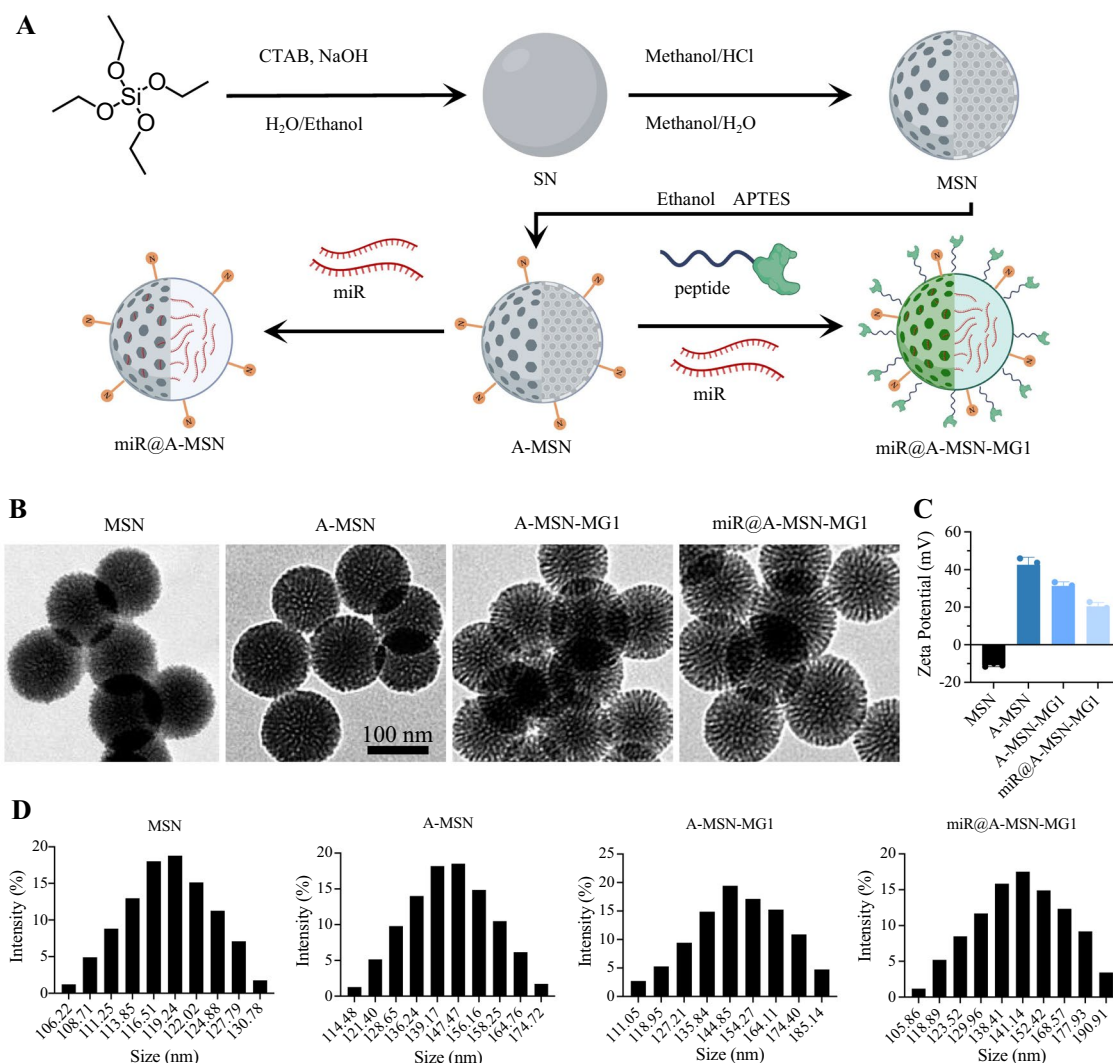 A
CTAB, NaOH
H₂O/Ethanol
Methanol/HCl
Methanol/H₂O
Si
O
O
O
O
SN
MSN
Ethanol APTES
miR
peptide
miR
N
N
N
N
N
N
miR@A-MSN
A-MSN
miR@A-MSN-MG1
B
MSN
A-MSN
A-MSN-MG1
miR@A-MSN-MG1
100 nm
C
Zeta Potential (mV)
60
40
20
0
-20
MSN
A-MSN
A-MSN-MG1
miR@A-MSN-MG1
D
MSN
Intensity (%)
20
15
10
5
0
106.22
108.71
111.25
113.85
116.51
119.24
122.02
124.88
127.79
130.78
Size (nm)
A-MSN
Intensity (%)
20
15
10
5
0
114.48
121.40
128.65
136.24
139.17
147.47
156.16
158.25
164.76
174.72
Size (nm)
A-MSN-MG1
Intensity (%)
25
20
15
10
5
0
111.05
118.95
127.21
135.84
144.85
154.27
164.11
174.40
185.14
Size (nm)
miR@A-MSN-MG1
Intensity (%)
20
15
10
5
0
105.86
118.89
123.52
129.96
138.41
141.14
152.42
168.57
177.93
190.91
Size (nm)